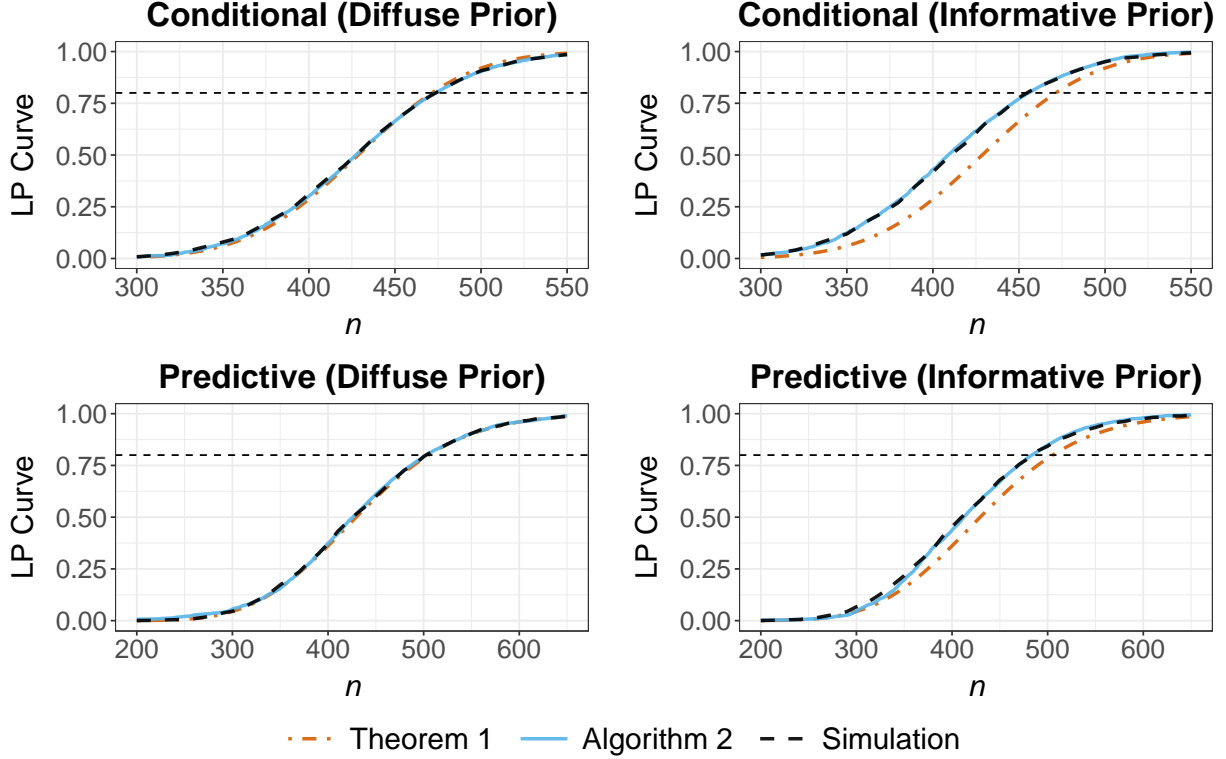 Conditional (Diffuse Prior)
Conditional (Informative Prior)
LP Curve
1.00
0.75
0.50
0.25
0.00
300 350 400 450 500 550
n
LP Curve
1.00
0.75
0.50
0.25
0.00
300 350 400 450 500 550
n
Predictive (Diffuse Prior)
Predictive (Informative Prior)
LP Curve
1.00
0.75
0.50
0.25
0.00
200 300 400 500 600
n
LP Curve
1.00
0.75
0.50
0.25
0.00
200 300 400 500 600
n
Theorem 1 Algorithm 2 Simulation